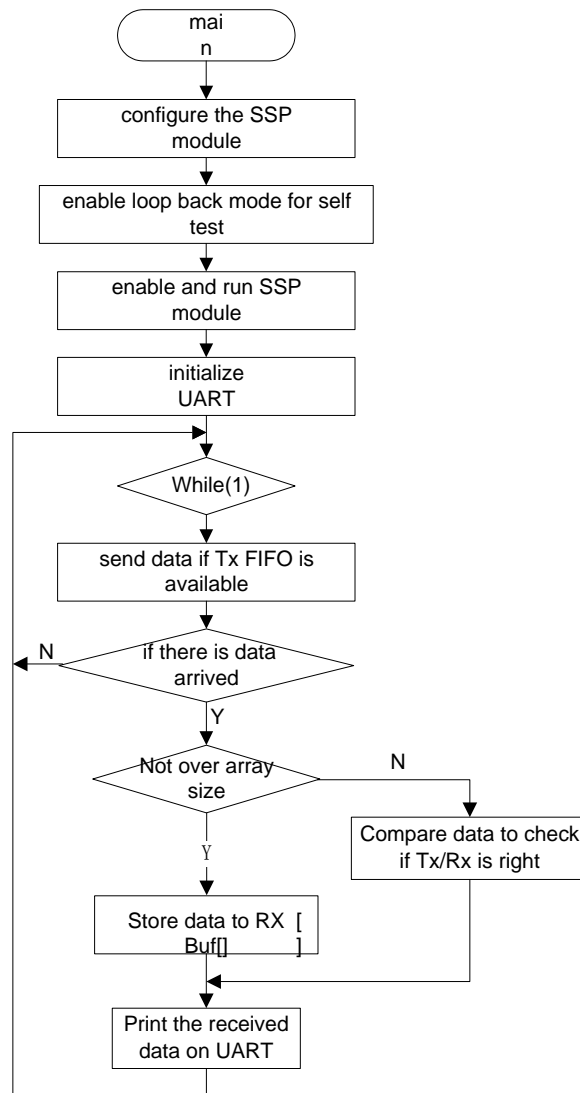 mai
n
configure the SSP
module
enable loop back mode for self
test
enable and run SSP
module
initialize
UART
While(1)
send data if Tx FIFO is
available
N
if there is data
arrived
Y
Not over array
size
N
Y
Compare data to check
if Tx/Rx is right
Store data to RX [
Buf[] ]
Print the received
data on UART